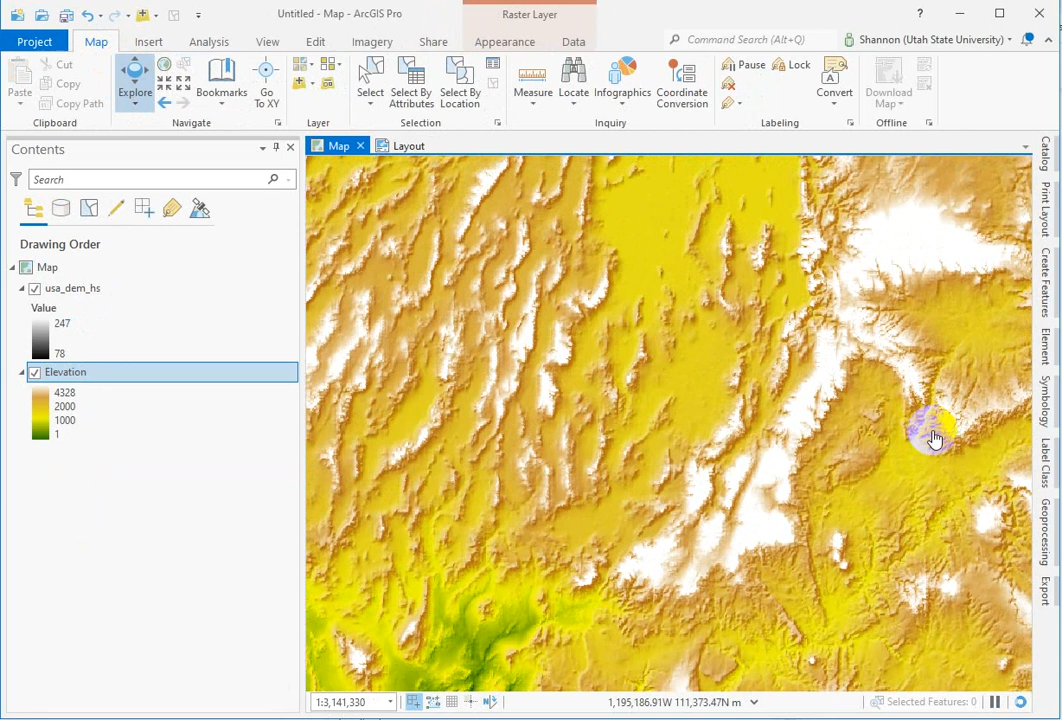 Untitled - Map - ArcGIS Pro
Raster Layer
?
Project
Map
Insert
Analysis
View
Edit
Imagery
Share
Appearance
Data
Command Search (Alt+Q)
Shannon (Utah State University)
Paste
Cut
Copy
Copy Path
Clipboard
Explore
Bookmarks
Go
To XY
Navigate
Layer
Select
Select By
Attributes
Select By
Location
Selection
Measure
Locate
Infographics
Coordinate
Conversion
Inquiry
Pause
Lock
Convert
Labeling
Download
Map
Offline
Contents
Search
Drawing Order
Map
usa_dem_hs
Value
247
78
Elevation
4328
2000
1000
1
Map
Layout
Catalog
Print Layout
Create Features
Element
Symbology
Label Class
Geoprocessing
Export
1:3,141,330
1,195,186.91W 111,373.47N m
Selected Features: 0